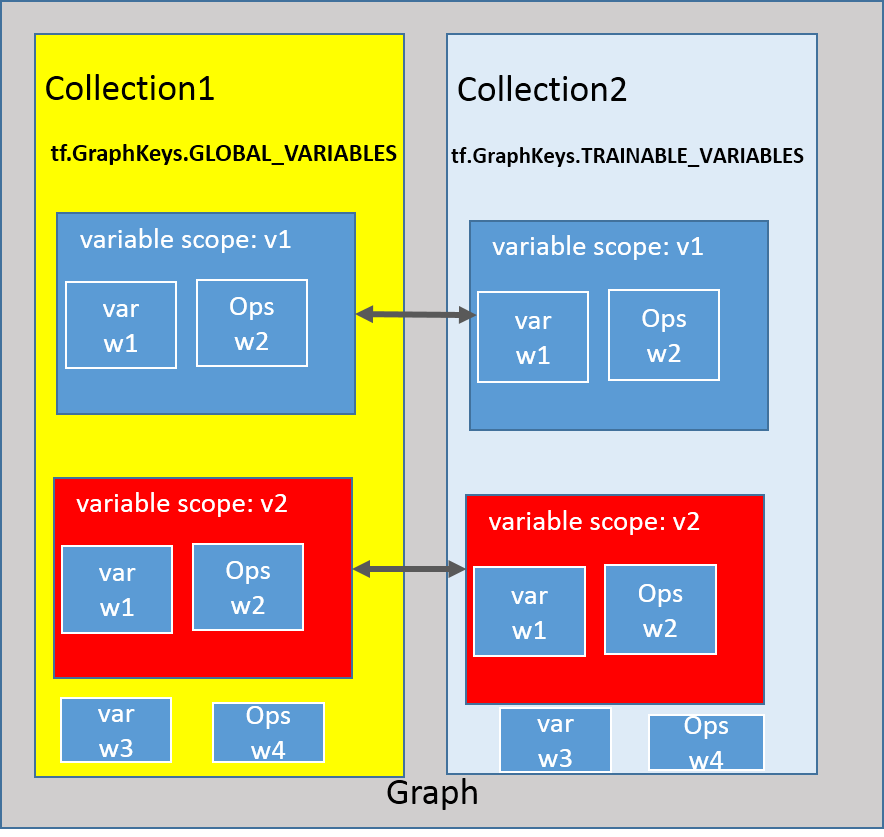 Collection1
tf.GraphKeys.GLOBAL_VARIABLES
variable scope: v1
var
w1
Ops
w2
variable scope: v2
var
w1
Ops
w2
var
w3
Ops
w4
Collection2
tf.GraphKeys.TRAINABLE_VARIABLES
variable scope: v1
var
w1
Ops
w2
variable scope: v2
var
w1
Ops
w2
var
w3
Ops
w4
Graph